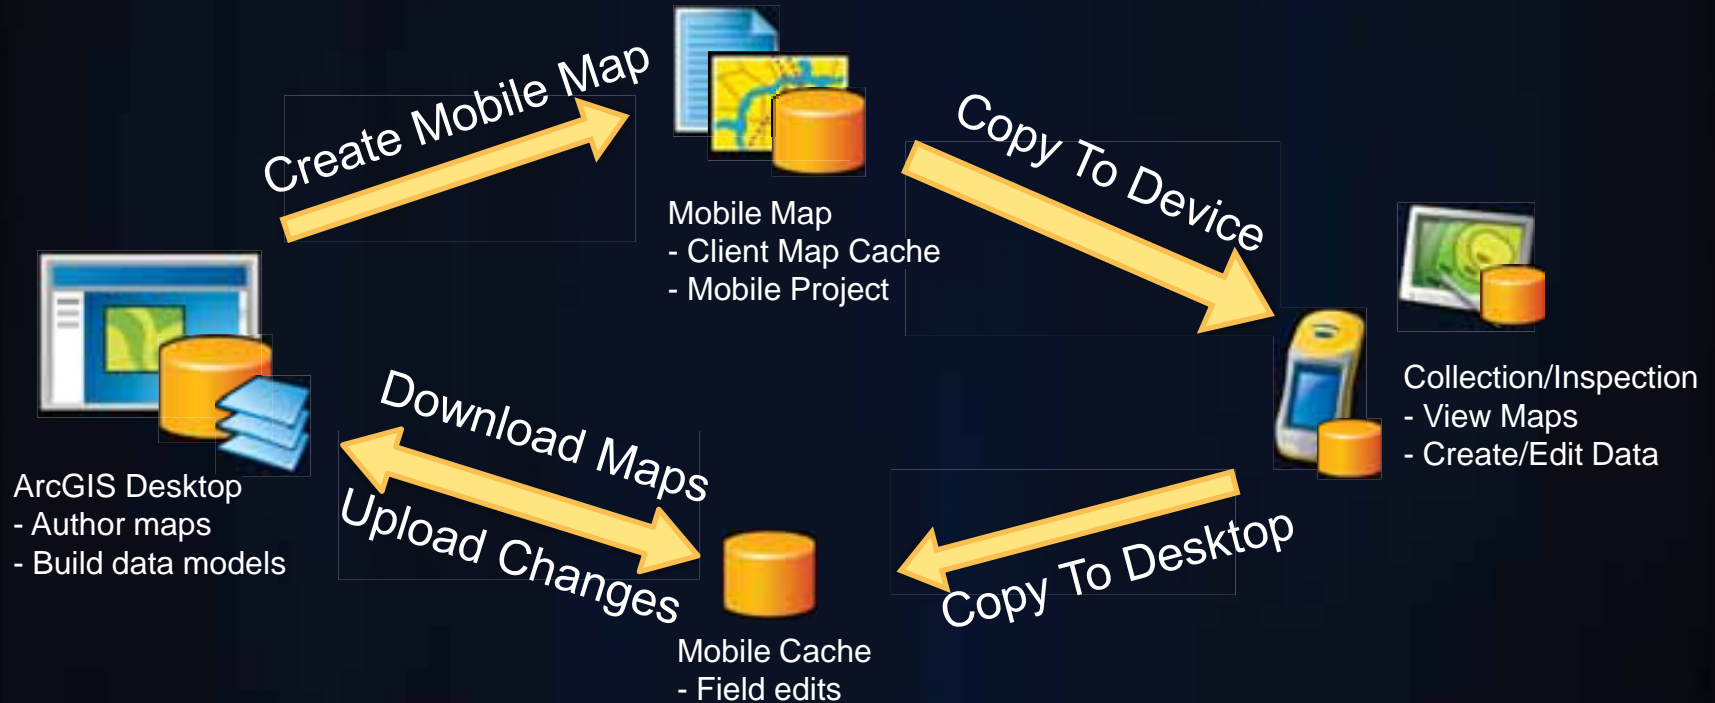 Create Mobile Map
Copy To Device
Mobile Map
- Client Map Cache
- Mobile Project
Collection/Inspection
- View Maps
- Create/Edit Data
Download Maps
Upload Changes
ArcGIS Desktop
- Author maps
- Build data models
Copy To Desktop
Mobile Cache
- Field edits